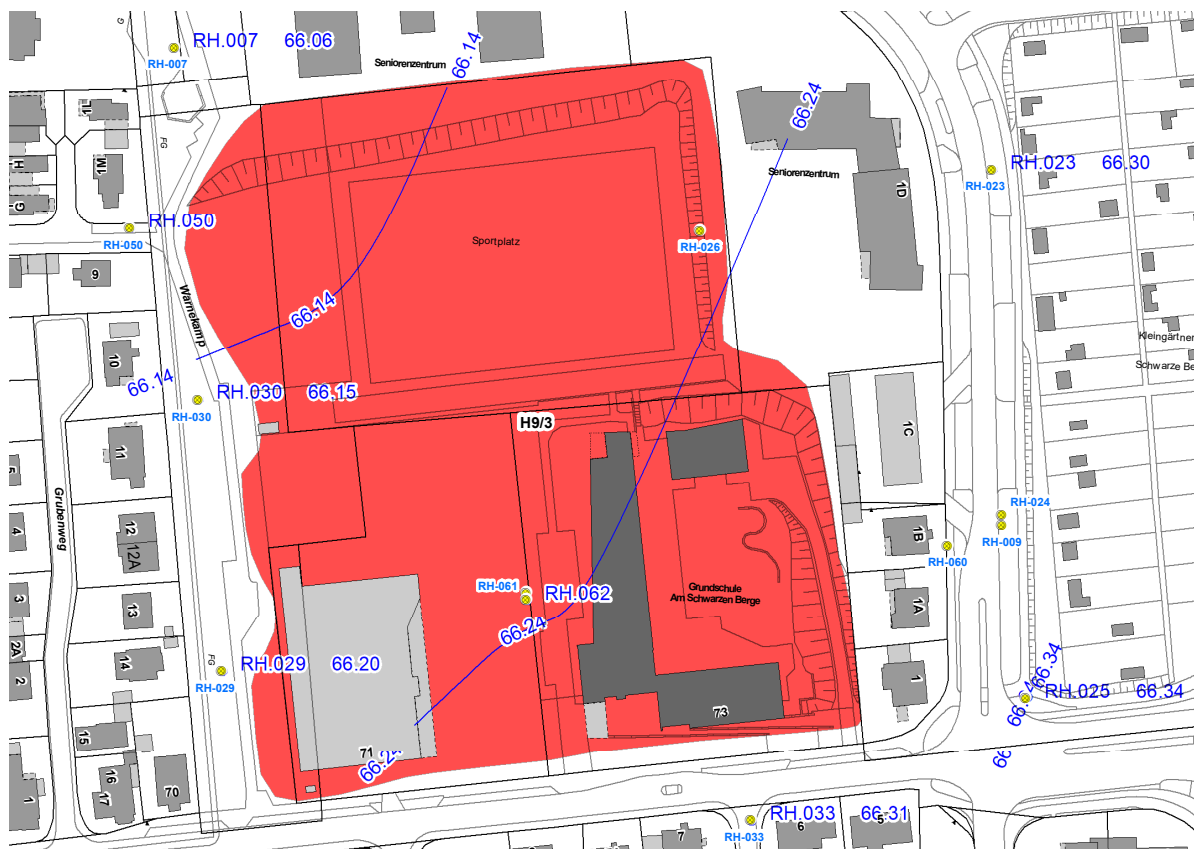 G
RH.007 66.06
RH-007
Seniorenzentrum
66.14
66.24
Seniorenzentrum
1D
RH.023 66.30
RH-023
1L
FG
1M
H
G
RH.050
RH-050
Sportplatz
RH-026
9
Warnekamp
66.14
10
66.14
RH.030 66.15
RH-030
Kleingärtner
Schwarze Be
H9/3
1C
11
5
Grubenweg
4
12
12A
RH-024
RH-009
1B
RH-060
3
13
RH-061
RH.062
Grundschule
Am Schwarzen Berge
1A
66.24
2A
2
14
FG
RH.029 66.20
RH-029
1
66.34
RH.025 66.34
73
15
71
16
17
70
1
RH.033 66.31
RH-033
7
6
5